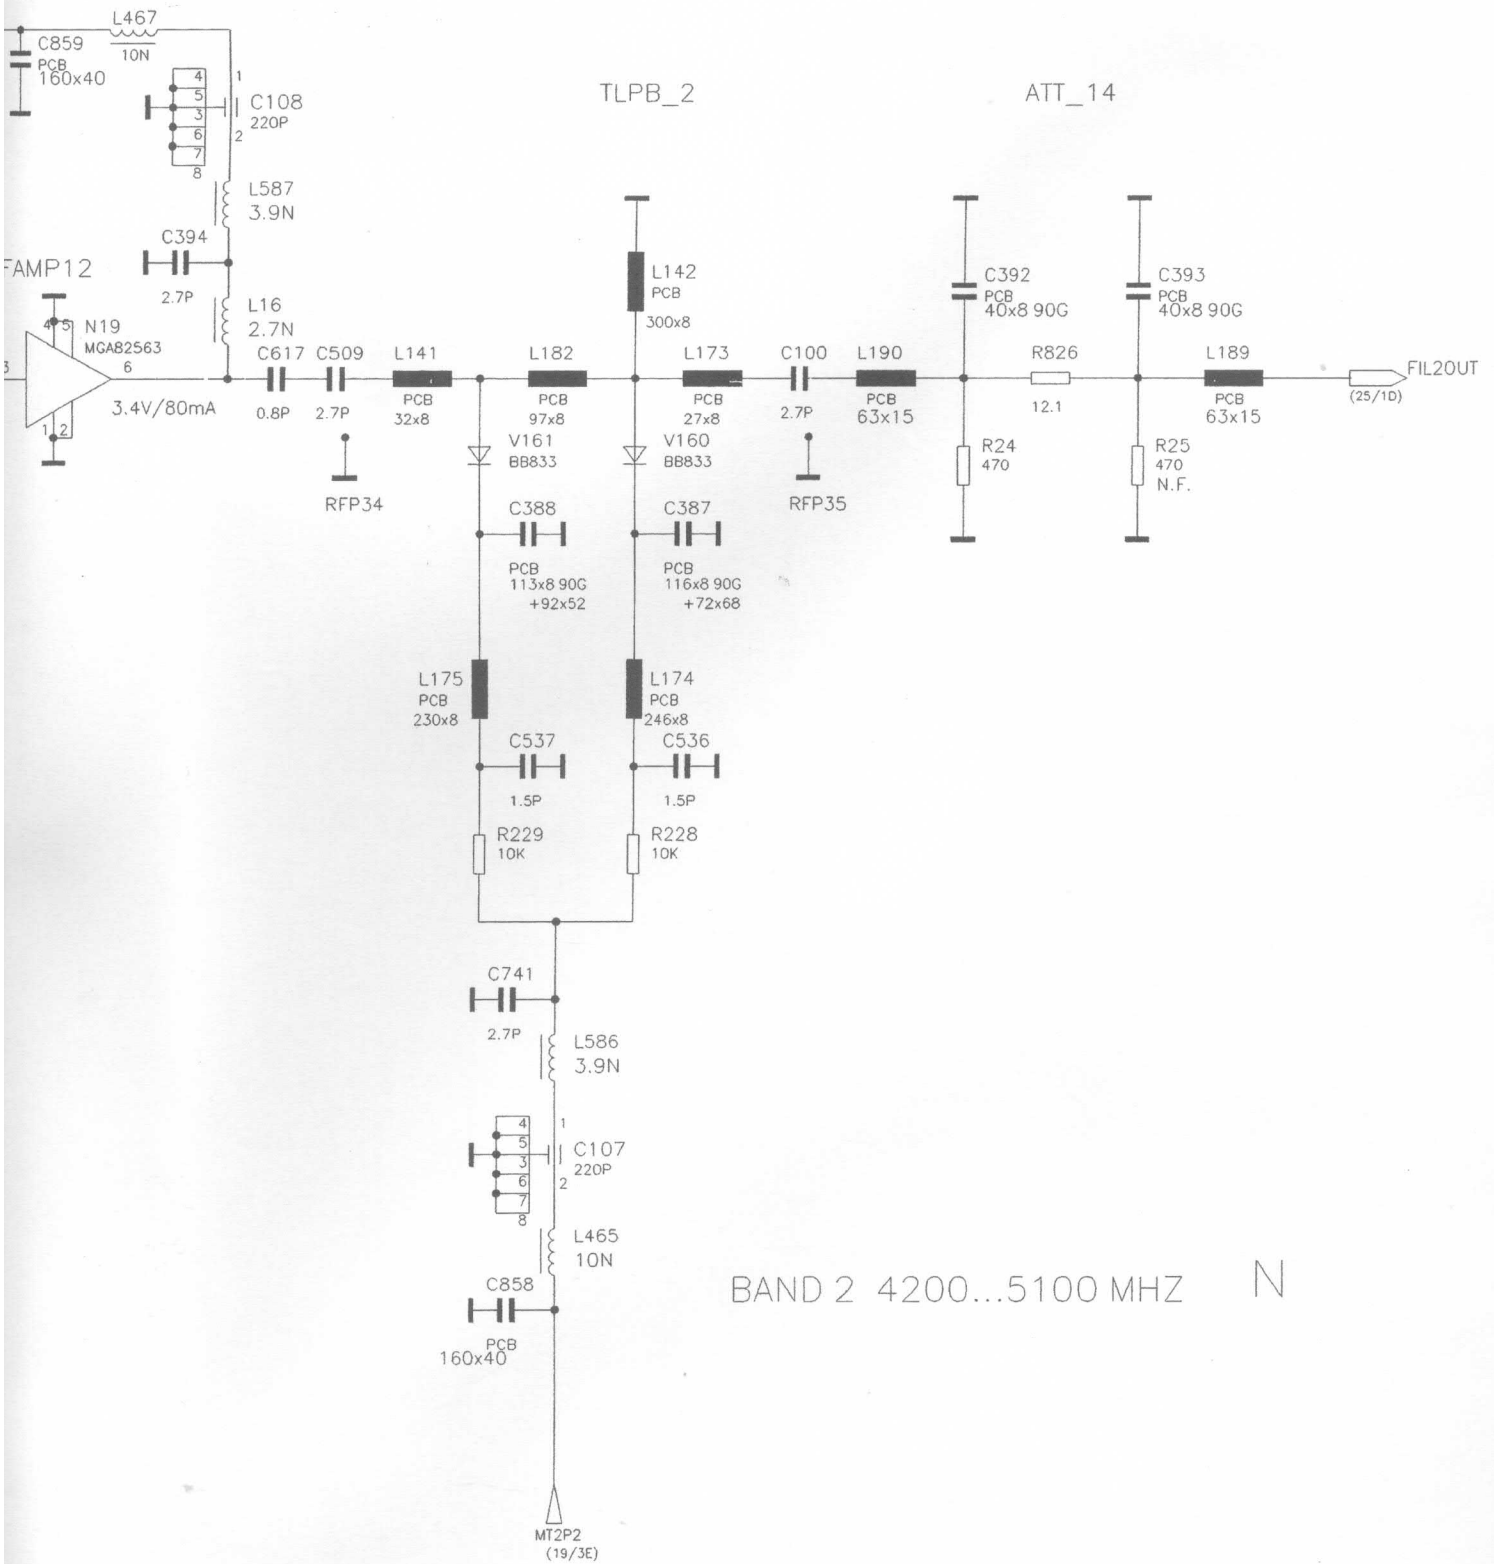 L467
10N
C859
PCB
160x40
4
5
3
6
7
8
1
2
C108
220P
TLPB_2
ATT_14
L587
3.9N
C394
2.7P
FAMP12
L16
2.7N
4 5
N19
MGA82563
3
6
1 2
3.4V/80mA
C617
0.8P
C509
2.7P
L141
PCB
32x8
L182
PCB
97x8
L142
PCB
300x8
L173
PCB
27x8
C100
2.7P
L190
PCB
63x15
C392
PCB
40x8 90G
R826
12.1
C393
PCB
40x8 90G
L189
PCB
63x15
FIL2OUT
(25/1D)
RFP34
V161
BB833
V160
BB833
RFP35
R24
470
R25
470
N.F.
C388
PCB
113x8 90G
+92x52
C387
PCB
116x8 90G
+72x68
L175
PCB
230x8
L174
PCB
246x8
C537
1.5P
C536
1.5P
R229
10K
R228
10K
C741
2.7P
L586
3.9N
4
5
3
6
7
8
1
2
C107
220P
L465
10N
C858
PCB
160x40
BAND 2 4200...5100 MHZ N
MT2P2
(19/3E)